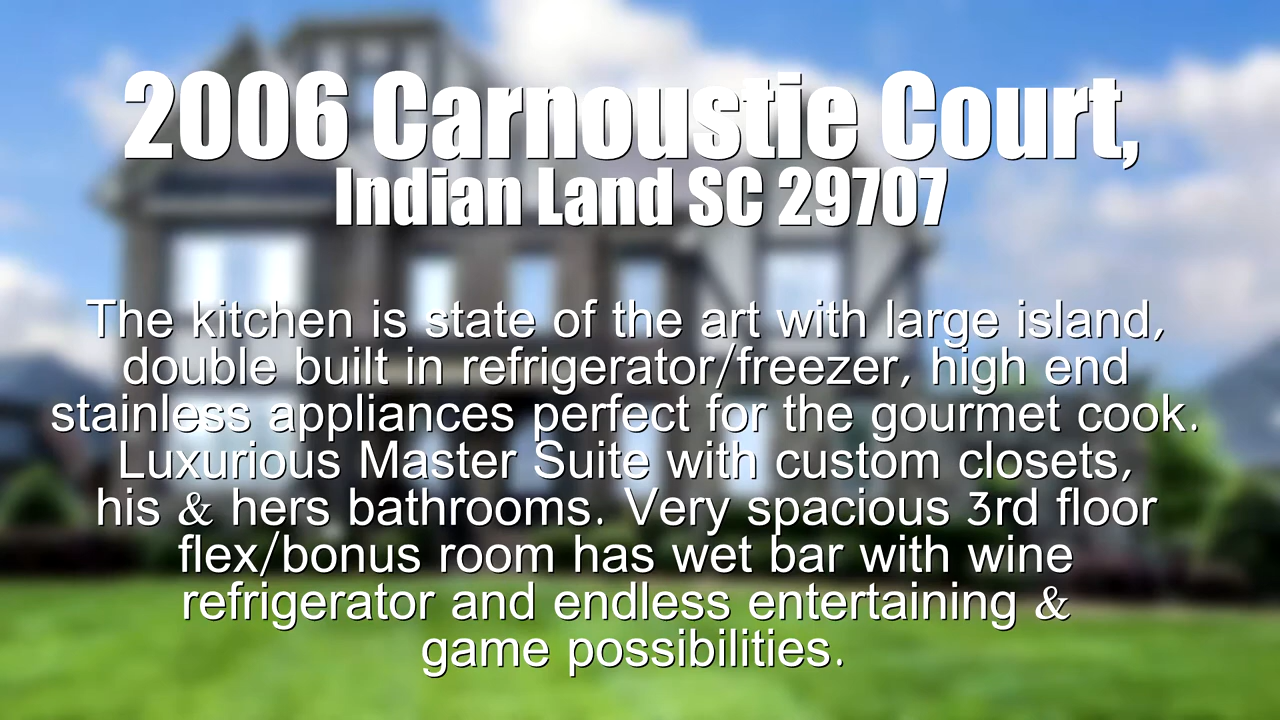 2006 Carnoustie Court,
Indian Land SC 29707
The kitchen is state of the art with large island,
double built in refrigerator/freezer, high end
stainless appliances perfect for the gourmet cook.
Luxurious Master Suite with custom closets,
his & hers bathrooms. Very spacious 3rd floor
flex/bonus room has wet bar with wine
refrigerator and endless entertaining &
game possibilities.